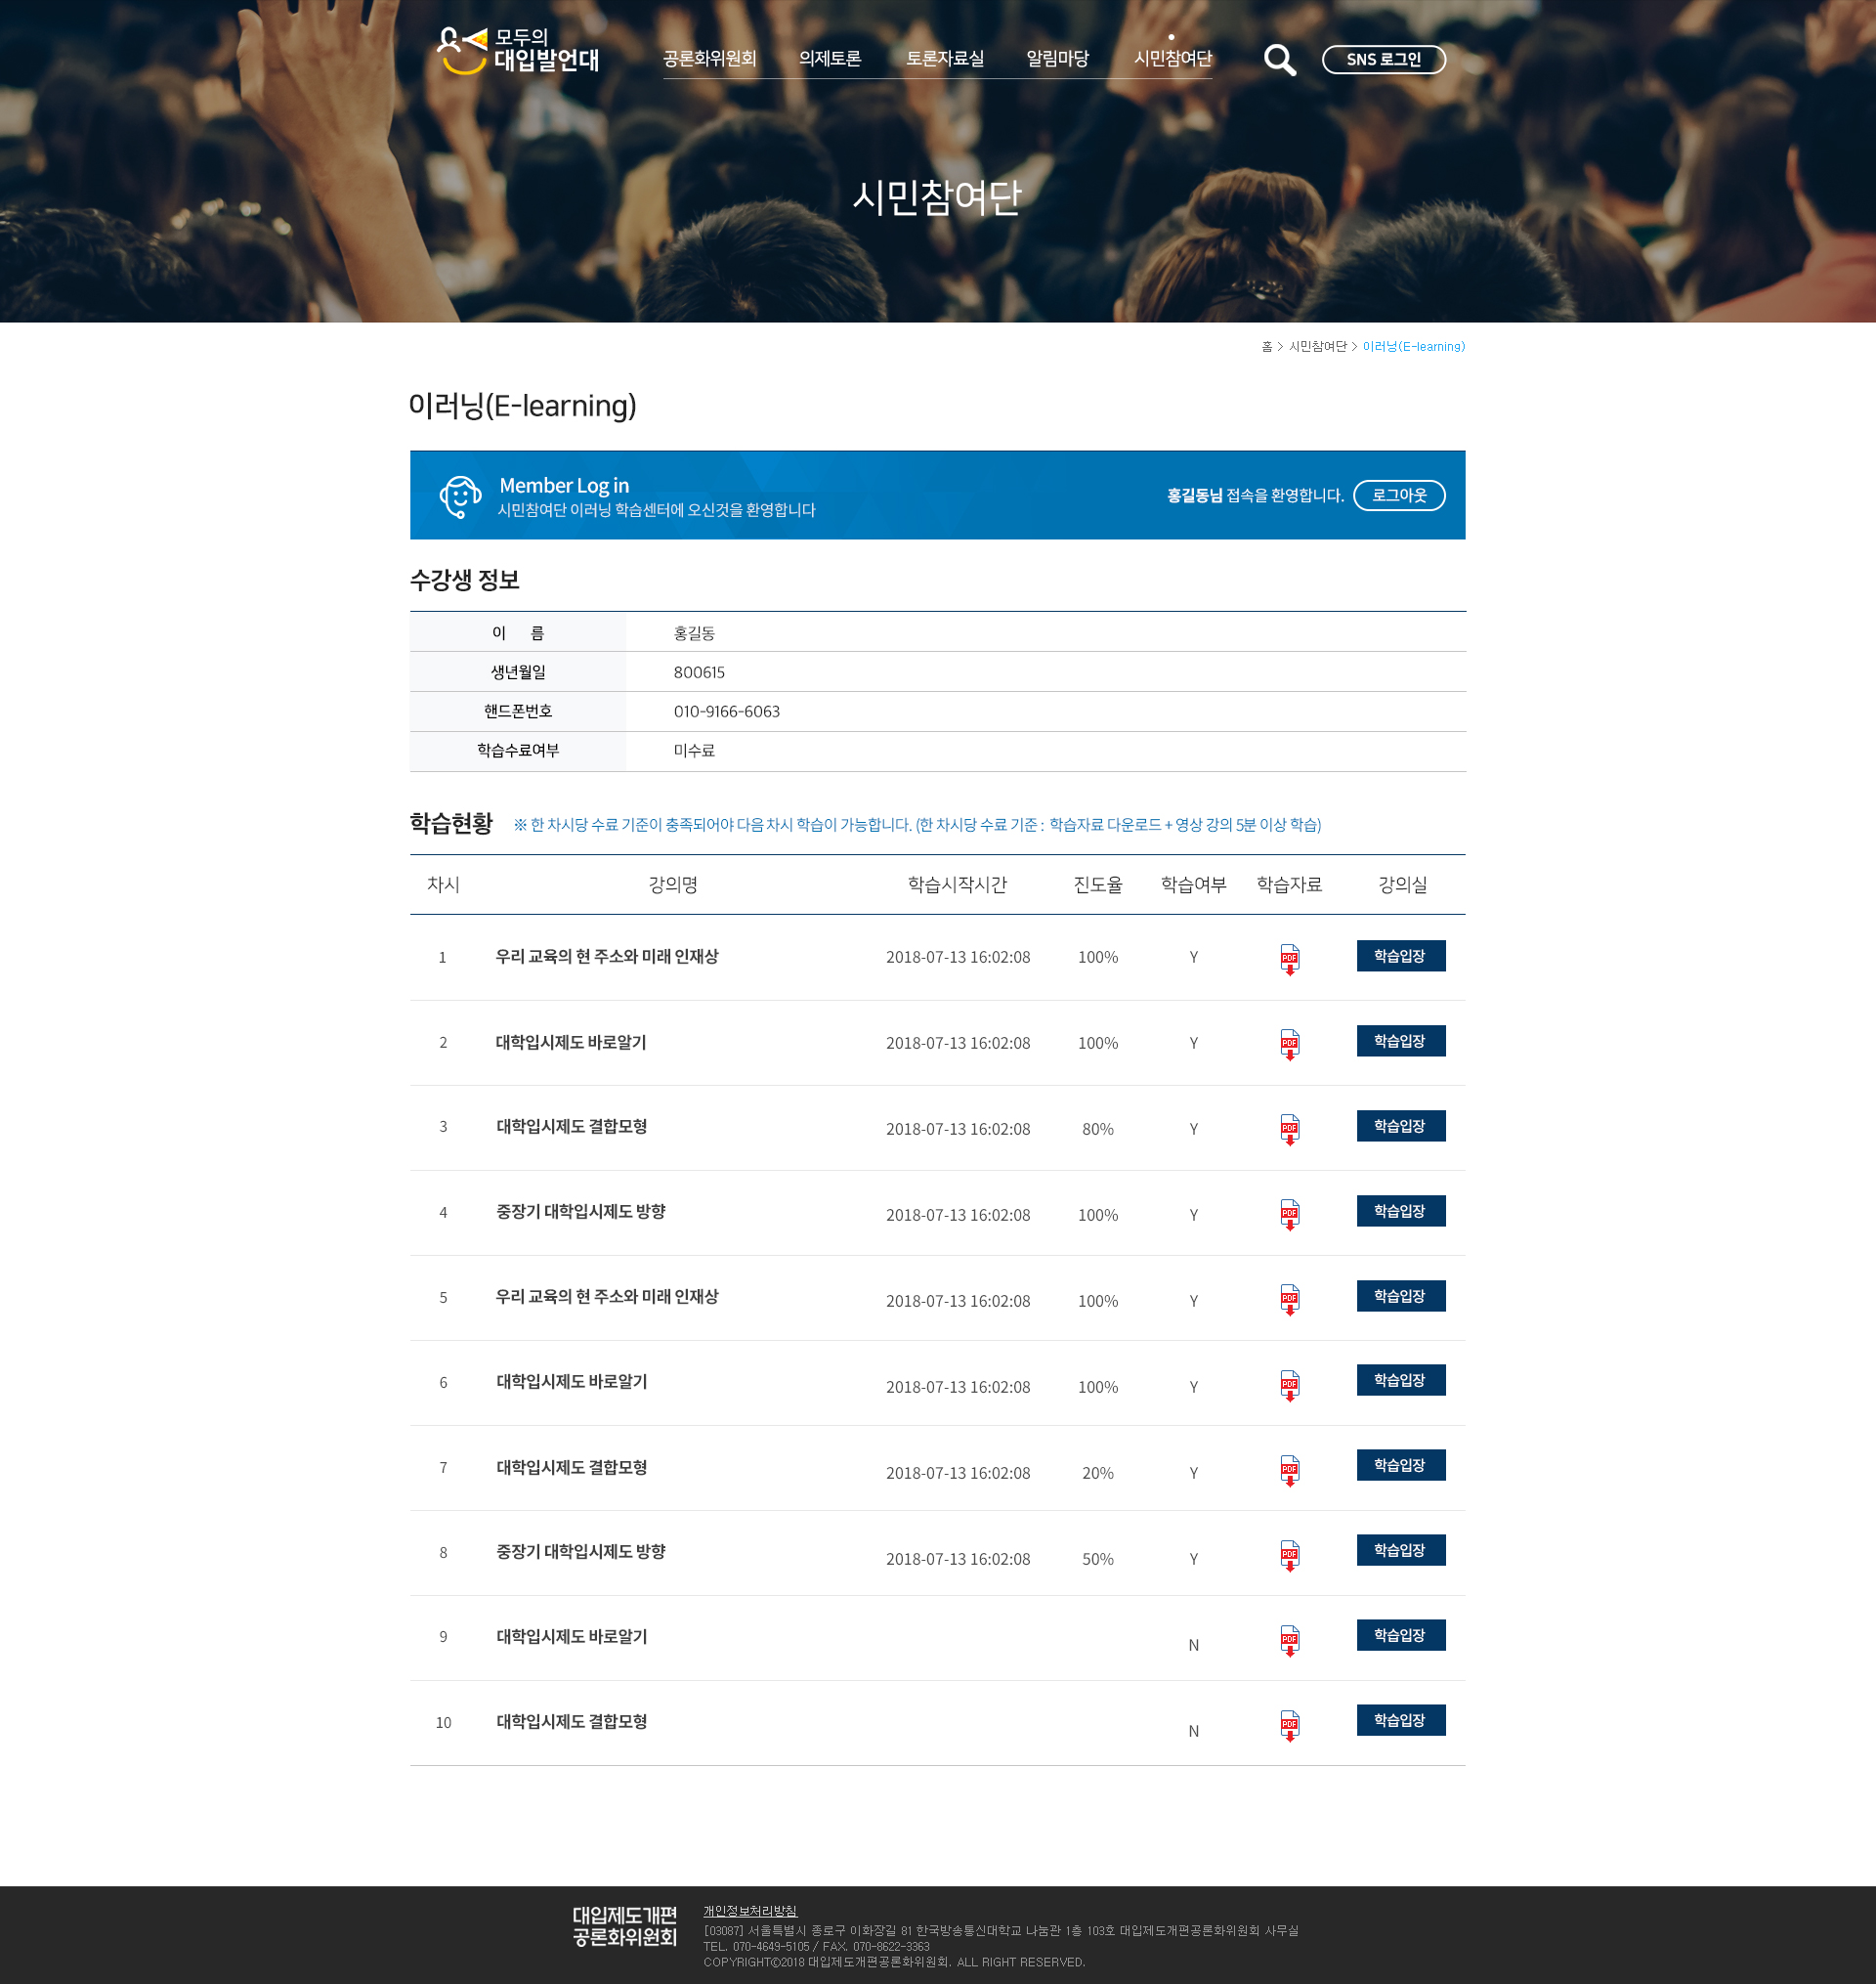 모두의
대입발언대
공론화위원회 의제토론 토론자료실 알림마당 시민참여단
SNS 로그인
시민참여단
홈 > 시민참여단 > 이러닝(E-learning)
이러닝(E-learning)
Member Log in
시민참여단 이러닝 학습센터에 오신것을 환영합니다
홍길동님 접속을 환영합니다. 로그아웃
수강생 정보
이 름 홍길동
생년월일 800615
핸드폰번호 010-9166-6063
학습수료여부 미수료
학습현황 ※ 한 차시당 수료 기준이 충족되어야 다음 차시 학습이 가능합니다. (한 차시당 수료 기준 : 학습자료 다운로드 + 영상 강의 5분 이상 학습)
차시 강의명 학습시작시간 진도율 학습여부 학습자료 강의실
1 우리 교육의 현 주소와 미래 인재상 2018-07-13 16:02:08 100% Y PDF 학습입장
2 대학입시제도 바로알기 2018-07-13 16:02:08 100% Y PDF 학습입장
3 대학입시제도 결합모형 2018-07-13 16:02:08 80% Y PDF 학습입장
4 중장기 대학입시제도 방향 2018-07-13 16:02:08 100% Y PDF 학습입장
5 우리 교육의 현 주소와 미래 인재상 2018-07-13 16:02:08 100% Y PDF 학습입장
6 대학입시제도 바로알기 2018-07-13 16:02:08 100% Y PDF 학습입장
7 대학입시제도 결합모형 2018-07-13 16:02:08 20% Y PDF 학습입장
8 중장기 대학입시제도 방향 2018-07-13 16:02:08 50% Y PDF 학습입장
9 대학입시제도 바로알기 N PDF 학습입장
10 대학입시제도 결합모형 N PDF 학습입장
대입제도개편
공론화위원회
개인정보처리방침
[03087] 서울특별시 종로구 이화장길 81 한국방송통신대학교 나눔관 1층 103호 대입제도개편공론화위원회 사무실
TEL. 070-4649-5105 / FAX. 070-8622-3363
COPYRIGHT©2018 대입제도개편공론화위원회. ALL RIGHT RESERVED.